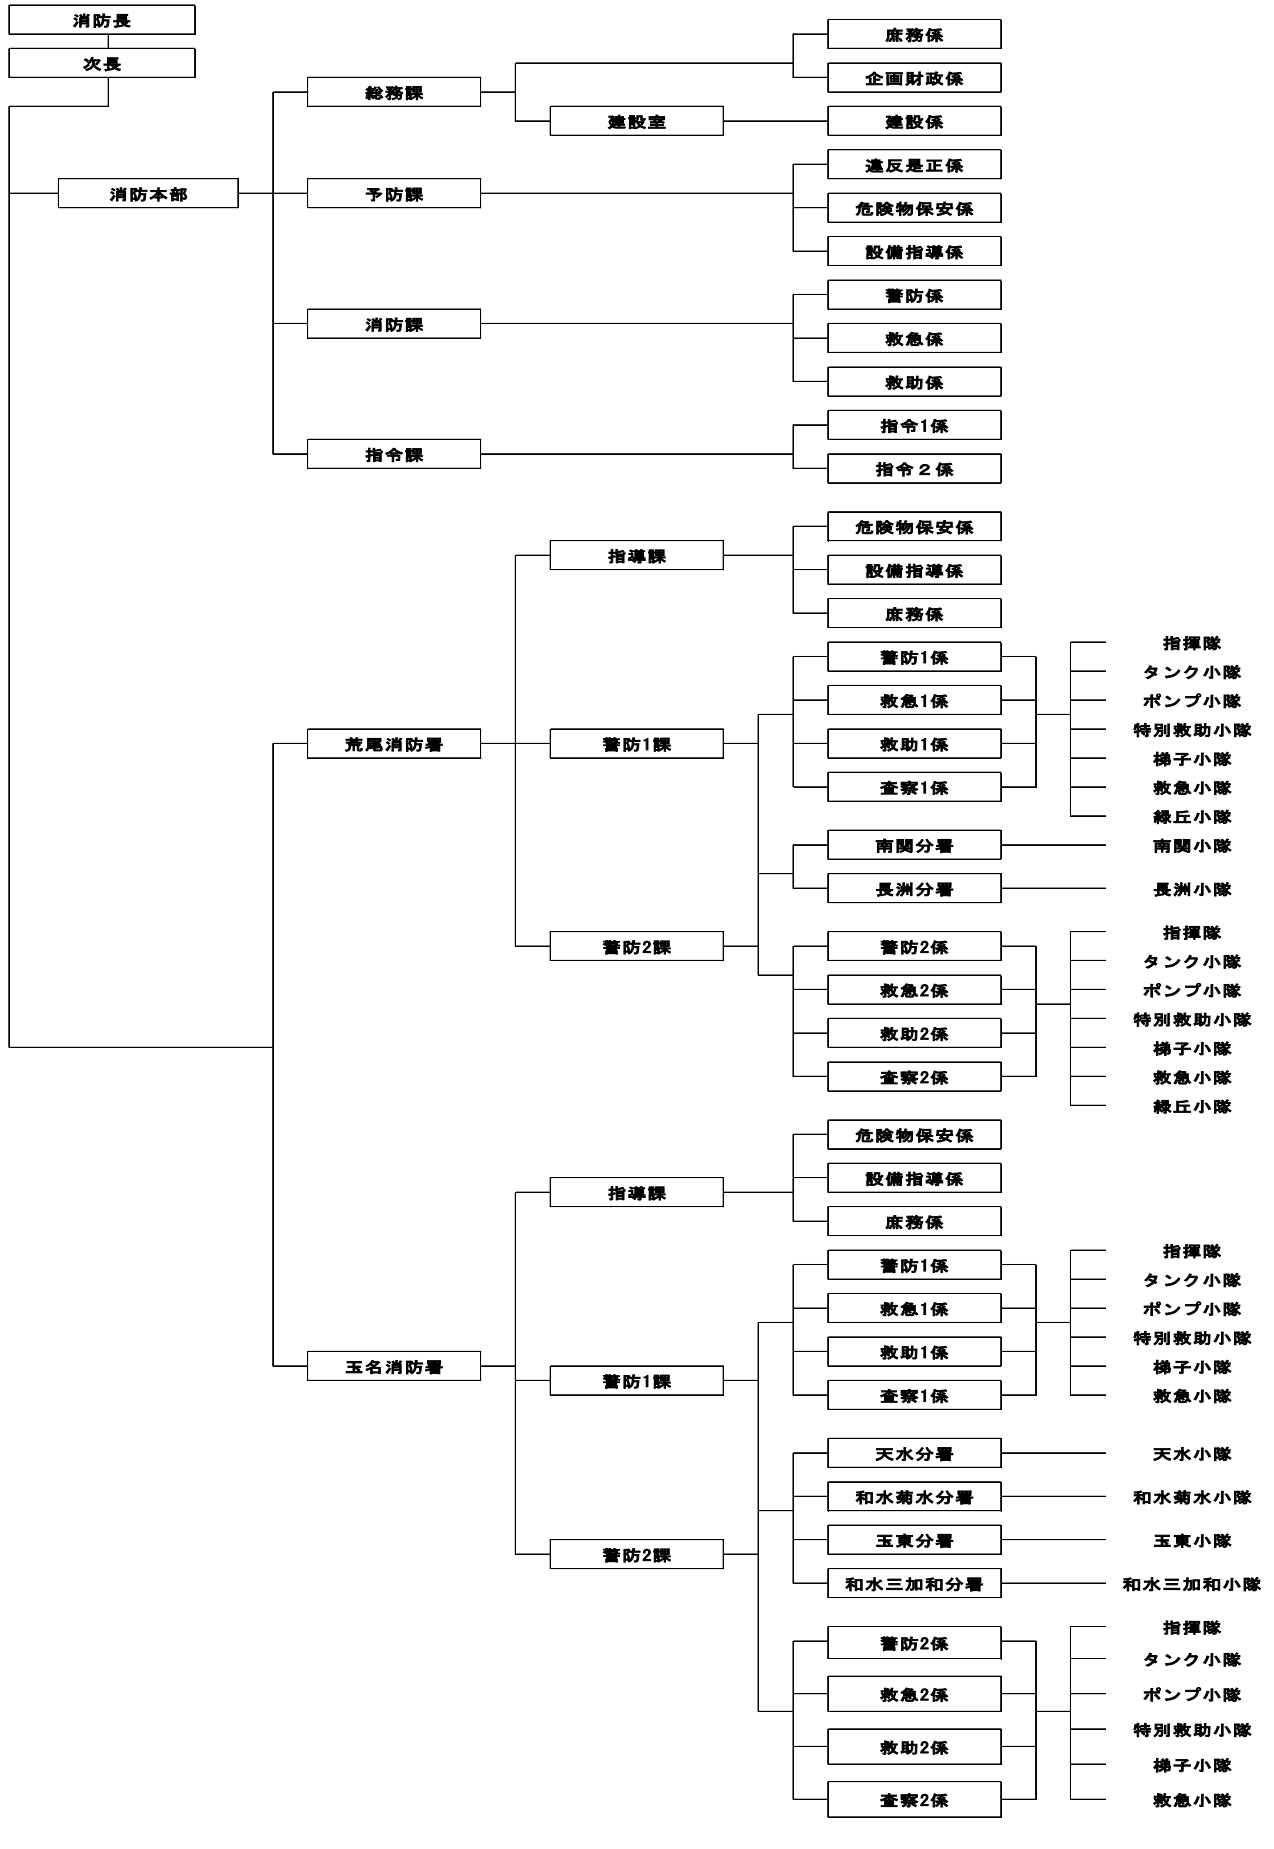 消防長
次長
庶務係
企画財政係
総務課
建設室
建設係
違反是正係
消防本部
予防課
危険物保安係
設備指導係
警防係
消防課
救急係
救助係
指令1係
指令課
指令２係
危険物保安係
指導課
設備指導係
庶務係
指揮隊
警防1係
タンク小隊
救急1係
ポンプ小隊
特別救助小隊
荒尾消防署
警防1課
救助1係
梯子小隊
査察1係
救急小隊
緑丘小隊
南関分署
南関小隊
長洲分署
長洲小隊
指揮隊
警防2課
警防2係
タンク小隊
救急2係
ポンプ小隊
特別救助小隊
救助2係
梯子小隊
査察2係
救急小隊
緑丘小隊
危険物保安係
設備指導係
指導課
庶務係
指揮隊
警防1係
タンク小隊
救急1係
ポンプ小隊
特別救助小隊
救助1係
玉名消防署
梯子小隊
警防1課
査察1係
救急小隊
天水分署
天水小隊
和水菊水分署
和水菊水小隊
玉東分署
玉東小隊
警防2課
和水三加和分署
和水三加和小隊
指揮隊
警防2係
タンク小隊
救急2係
ポンプ小隊
特別救助小隊
救助2係
梯子小隊
査察2係
救急小隊